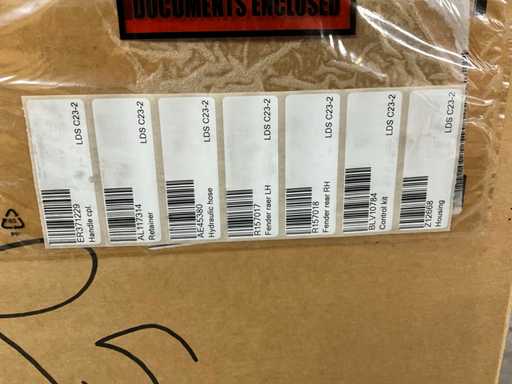 DOCUMENTS ENCLOSED
LDS C23-2
ER371229
Handle cpl.
LDS C23-2
AL117314
Retainer
LDS C23-2
AE45380
Hydraulic hose
LDS C23-2
R157017
Fender raer LH
LDS C23-2
R157018
Fender rear RH
LDS C23-2
BLV10784
Control kit
LDS C23-2
Z12668
Housing